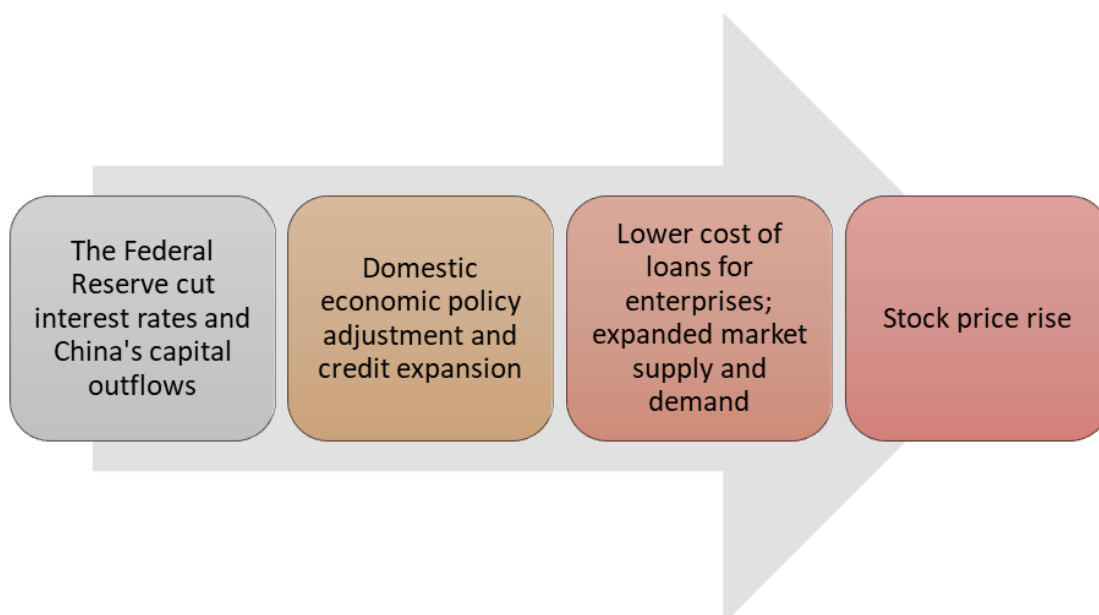 The Federal
Reserve cut
interest rates and
China's capital
outflows
Domestic
economic policy
adjustment and
credit expansion
Lower cost of
loans for
enterprises;
expanded market
supply and
demand
Stock price rise